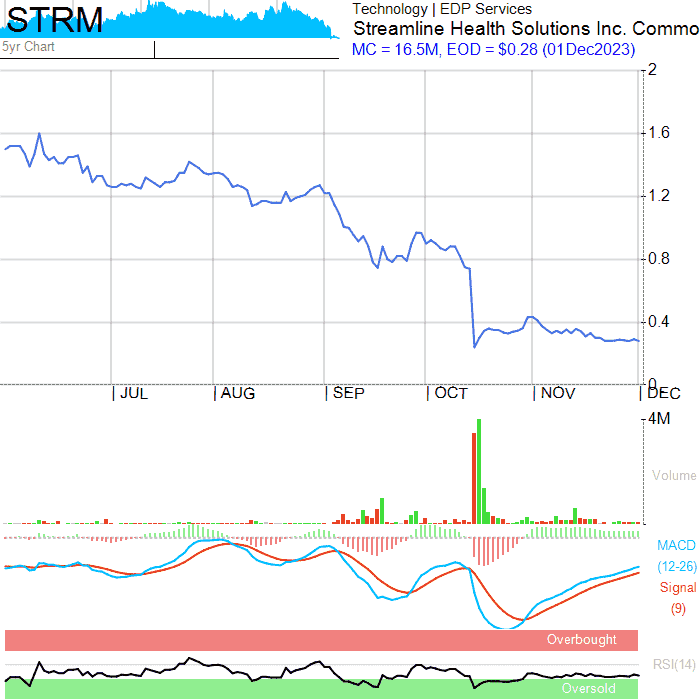 STRM
Technology | EDP Services
Streamline Health Solutions Inc. Commo
5yr Chart
MC = 16.5M, EOD = $0.28 (01Dec2023)
2
1.6
1.2
0.8
0.4
0
| JUL | AUG | SEP | OCT | NOV | DEC
4M
Volume
MACD
(12-26)
Signal
(9)
Overbought
RSI(14)
Oversold